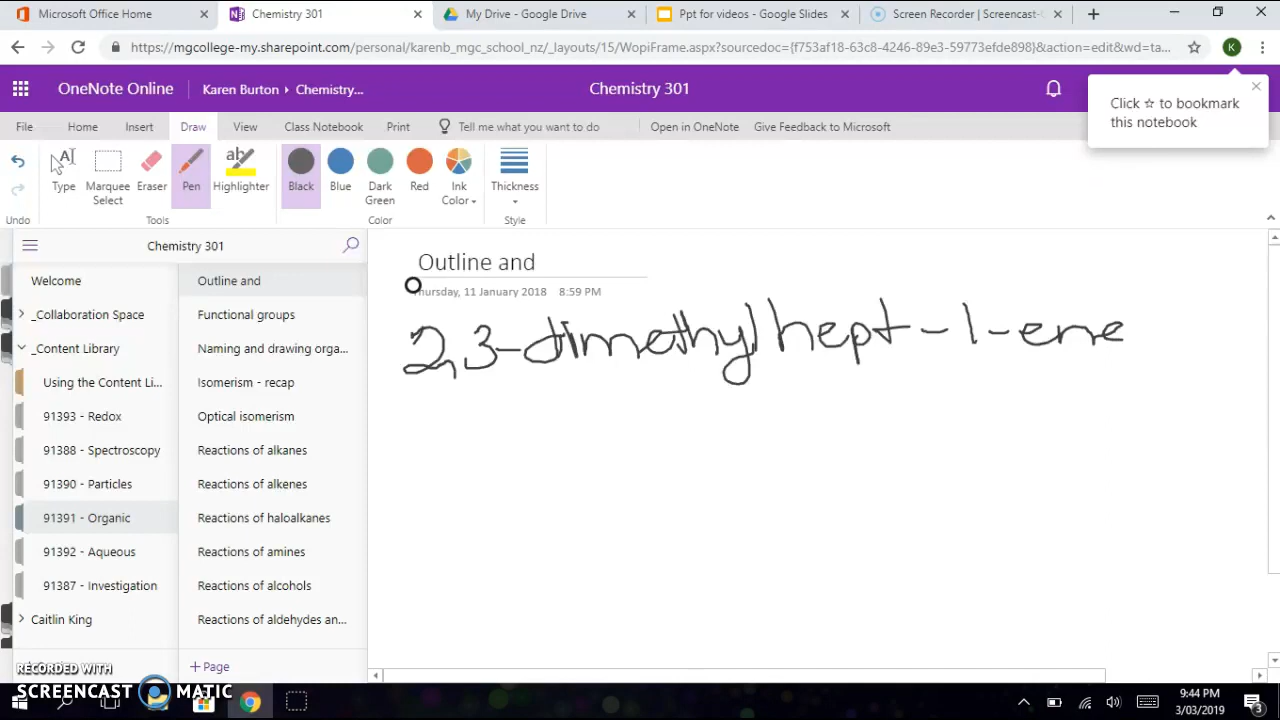 Microsoft Office Home
Chemistry 301
My Drive - Google Drive
Ppt for videos - Google Slides
Screen Recorder | Screencast-
https://mgcollege-my.sharepoint.com/personal/karenb_mgc_school_nz/_layouts/15/WopiFrame.aspx?sourcedoc={f753af18-63c8-4246-89e3-59773efde898}&action=edit&wd=ta...
K
OneNote Online
Karen Burton › Chemistry...
Chemistry 301
Click ☆ to bookmark
this notebook
File Home Insert Draw View Class Notebook Print Tell me what you want to do Open in OneNote Give Feedback to Microsoft
Type Marquee Select Eraser Pen Highlighter Black Blue Dark Green Red Ink Color Thickness
Undo Tools Color Style
Chemistry 301
Welcome
_Collaboration Space
_Content Library
Using the Content Li...
91393 - Redox
91388 - Spectroscopy
91390 - Particles
91391 - Organic
91392 - Aqueous
91387 - Investigation
Caitlin King
Outline and
Functional groups
Naming and drawing orga...
Isomerism - recap
Optical isomerism
Reactions of alkanes
Reactions of alkenes
Reactions of haloalkanes
Reactions of amines
Reactions of alcohols
Reactions of aldehydes an...
+ Page
Outline and
hursday, 11 January 2018 8:59 PM
2,3-dimethylhept-1-ene
RECORDED WITH
SCREENCAST MATIC
9:44 PM
3/03/2019
3